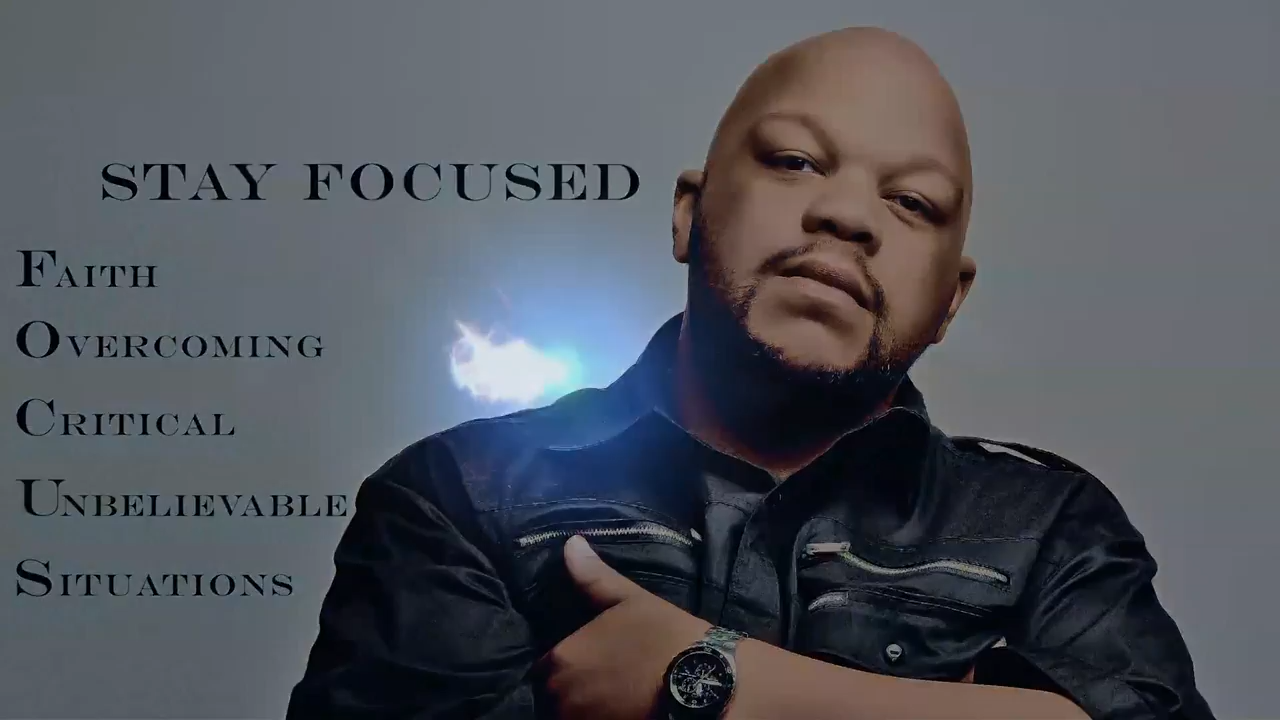 STAY FOCUSED
FAITH
OVERCOMING
CRITICAL
UNBELIEVABLE
SITUATIONS